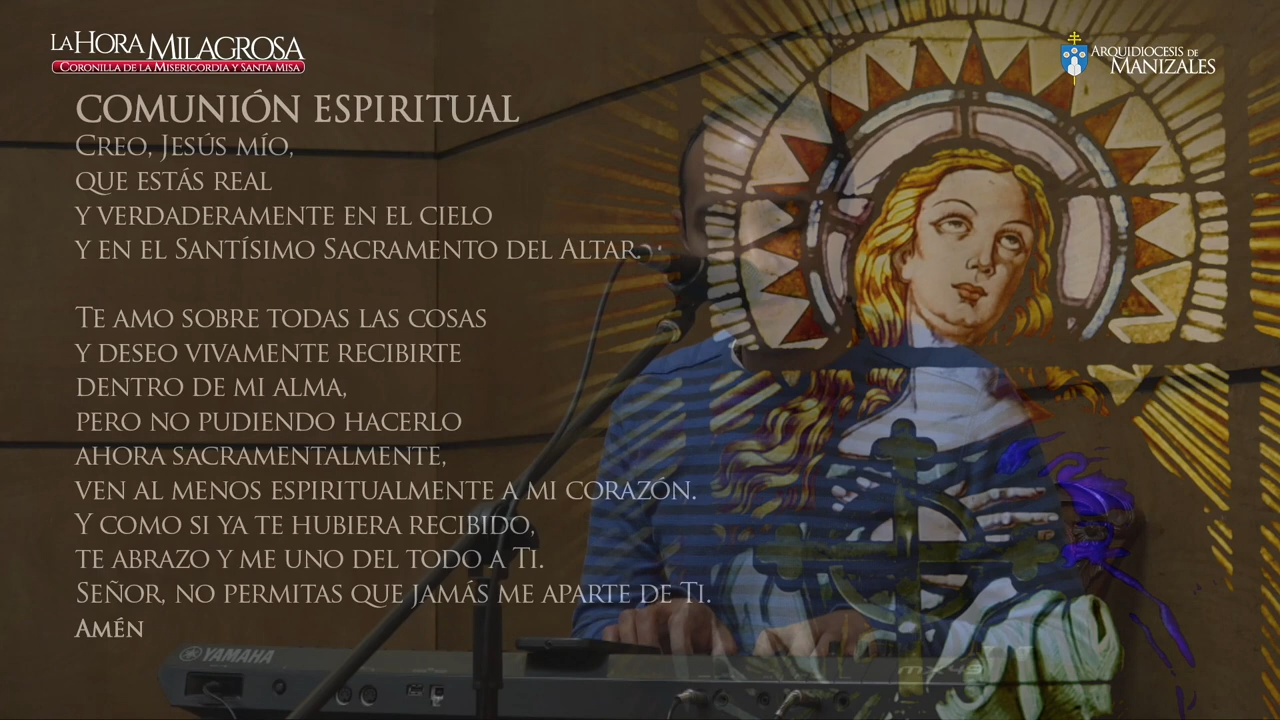 La Hora Milagrosa
Coronilla de la Misericordia y Santa Misa
Arquidiócesis de
Manizales
COMUNIÓN ESPIRITUAL
Creo, Jesús mío,
que estás real
y verdaderamente en el cielo
y en el Santísimo Sacramento del Altar.
Te amo sobre todas las cosas
y deseo vivamente recibirte
dentro de mi alma,
pero no pudiendo hacerlo
ahora sacramentalmente,
ven al menos espiritualmente a mi corazón.
Y como si ya te hubiera recibido,
te abrazo y me uno del todo a Ti.
Señor, no permitas que jamás me aparte de Ti.
Amén
YAMAHA
MX49